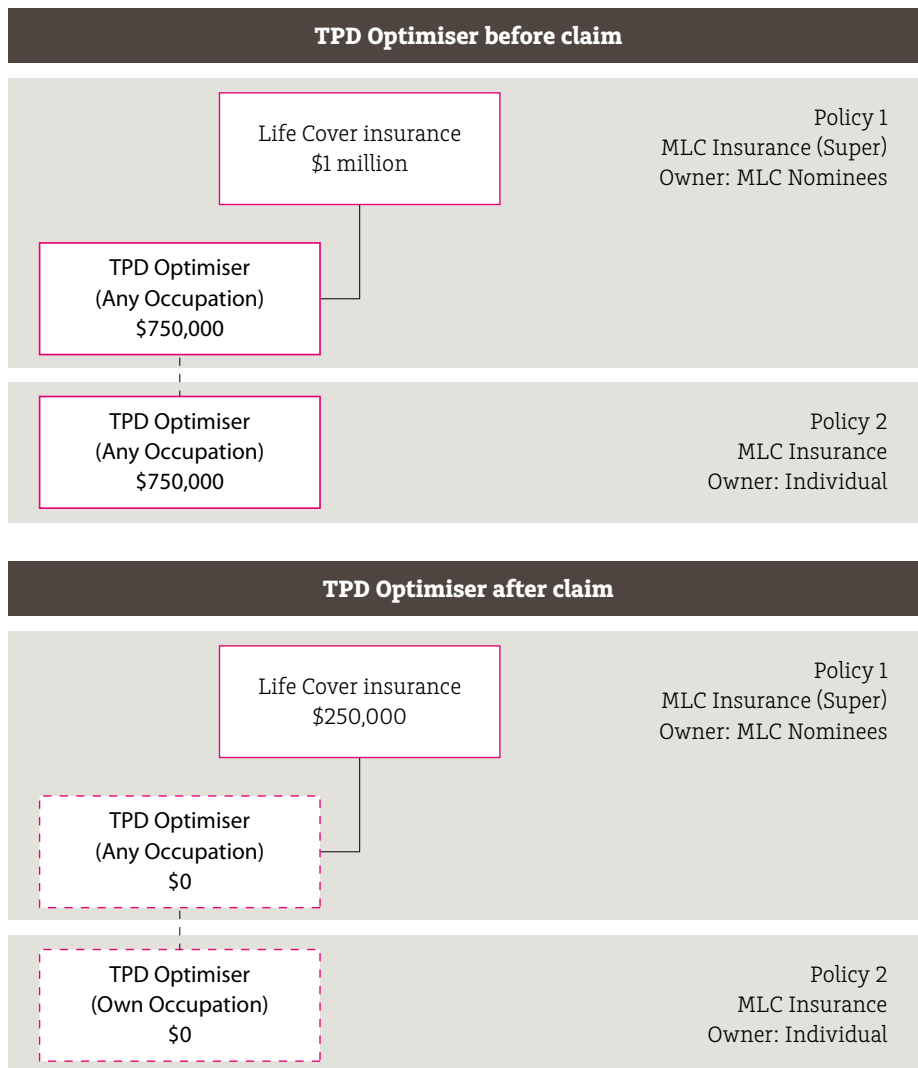 TPD Optimiser before claim
Life Cover insurance
$1 million
Policy 1
MLC Insurance (Super)
Owner: MLC Nominees
TPD Optimiser
(Any Occupation)
$750,000
TPD Optimiser
(Any Occupation)
$750,000
Policy 2
MLC Insurance
Owner: Individual
TPD Optimiser after claim
Life Cover insurance
$250,000
Policy 1
MLC Insurance (Super)
Owner: MLC Nominees
TPD Optimiser
(Any Occupation)
$0
TPD Optimiser
(Own Occupation)
$0
Policy 2
MLC Insurance
Owner: Individual